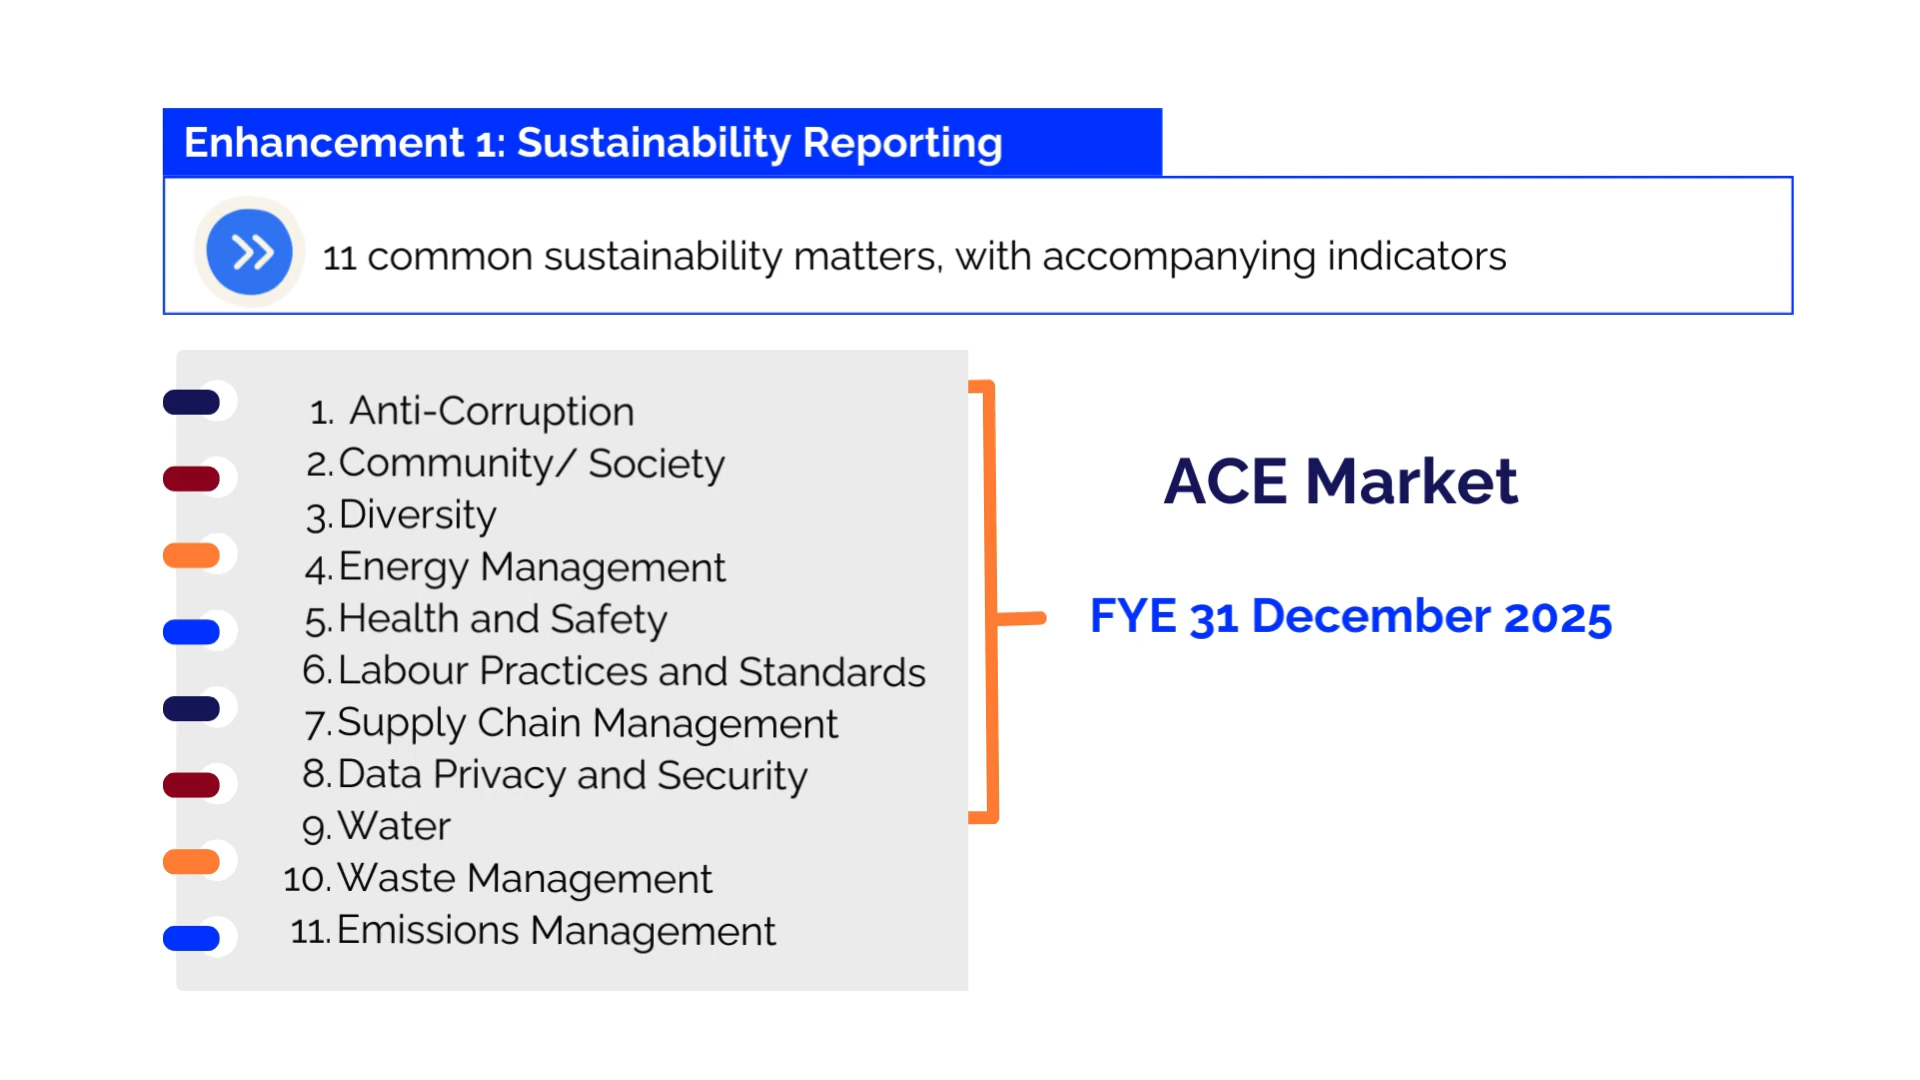 Enhancement 1: Sustainability Reporting
11 common sustainability matters, with accompanying indicators
1. Anti-Corruption
2. Community/ Society
3. Diversity
4. Energy Management
5. Health and Safety
6. Labour Practices and Standards
7. Supply Chain Management
8. Data Privacy and Security
9. Water
10. Waste Management
11. Emissions Management
ACE Market
FYE 31 December 2025